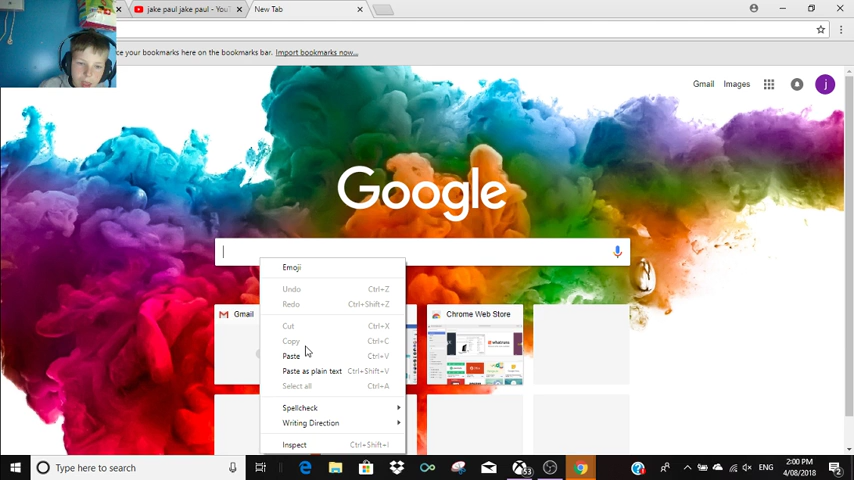 jake paul jake paul - YouT
New Tab
ce your bookmarks here on the bookmarks bar. Import bookmarks now...
Gmail Images j
Google
Emoji
Undo Ctrl+Z
Redo Ctrl+Shift+Z
Cut Ctrl+X
Copy Ctrl+C
Paste Ctrl+V
Paste as plain text Ctrl+Shift+V
Select all Ctrl+A
Spellcheck
Writing Direction
Inspect Ctrl+Shift+I
Gmail
Chrome Web Store
Type here to search
53
ENG
2:00 PM
4/08/2018
2